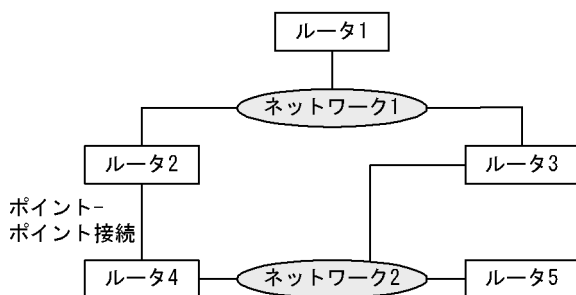 ルータ1
ネットワーク1
ルータ2
ルータ3
ポイント-
ポイント接続
ルータ4
ネットワーク2
ルータ5